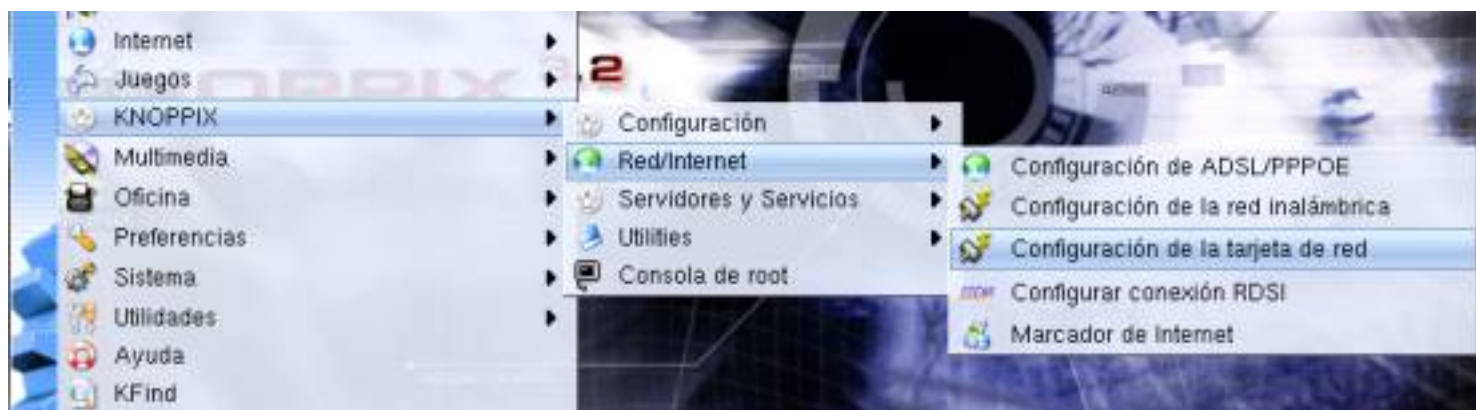 Internet
Juegos
KNOPPIX
Multimedia
Oficina
Preferencias
Sistema
Utilidades
Ayuda
KFind
OPPIX
.2
Configuración
Red/Internet
Servidores y Servicios
Utilities
Consola de root
Configuración de ADSL/PPPOE
Configuración de la red inalámbrica
Configuración de la tarjeta de red
Configurar conexión RDSI
Marcador de Internet